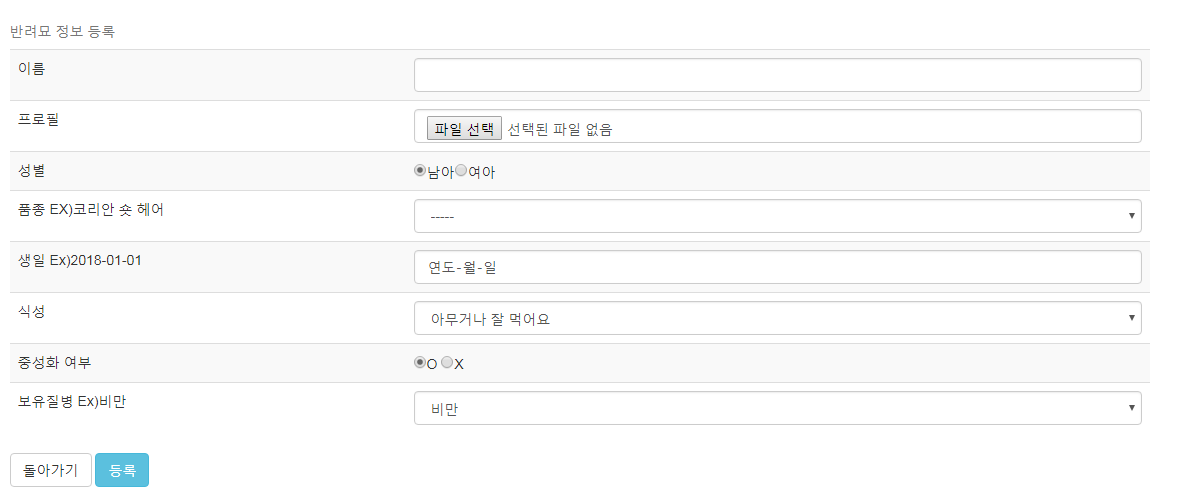 반려묘 정보 등록
이름
프로필 파일 선택 선택된 파일 없음
성별 남아 여아
품종 EX)코리안 숏 헤어 -----
생일 Ex)2018-01-01 연도-월-일
식성 아무거나 잘 먹어요
중성화 여부 O X
보유질병 Ex)비만 비만
돌아가기 등록